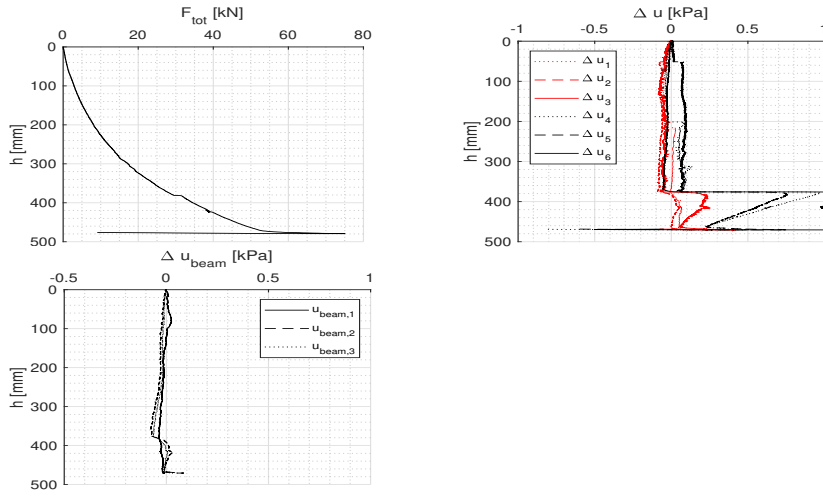 F_tot [kN]
0 20 40 60 80
0
100
200
300
400
500
h [mm]
Δ u [kPa]
-1 -0.5 0 0.5 1
0
100
200
300
400
500
h [mm]
Δ u_1
Δ u_2
Δ u_3
Δ u_4
Δ u_5
Δ u_6
Δ u_beam [kPa]
-0.5 0 0.5 1
0
100
200
300
400
500
h [mm]
u_beam,1
u_beam,2
u_beam,3